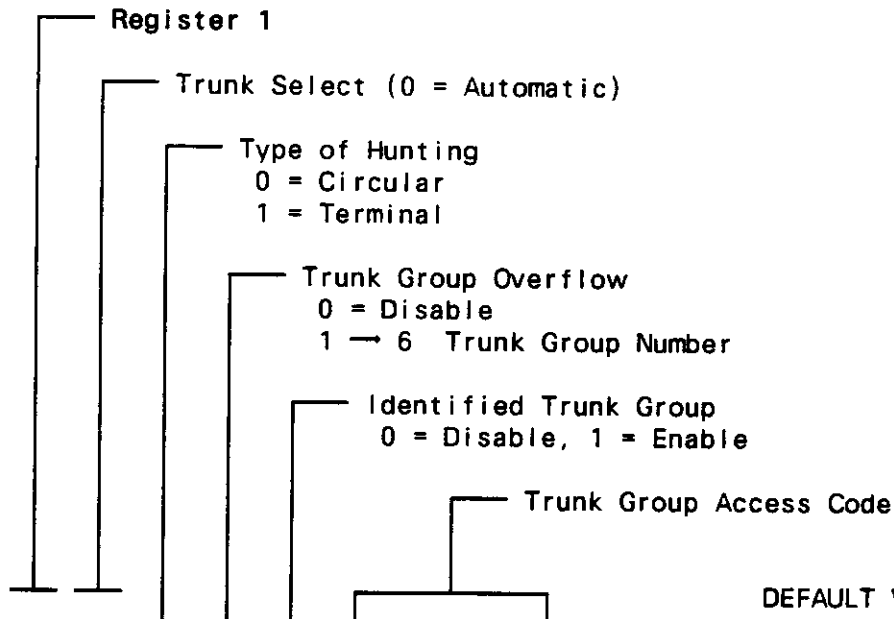 Register 1
Trunk Select (0 = Automatic)
Type of Hunting
0 = Circular
1 = Terminal
Trunk Group Overflow
0 = Disable
1 → 6 Trunk Group Number
Identified Trunk Group
0 = Disable, 1 = Enable
Trunk Group Access Code
DEFAULT